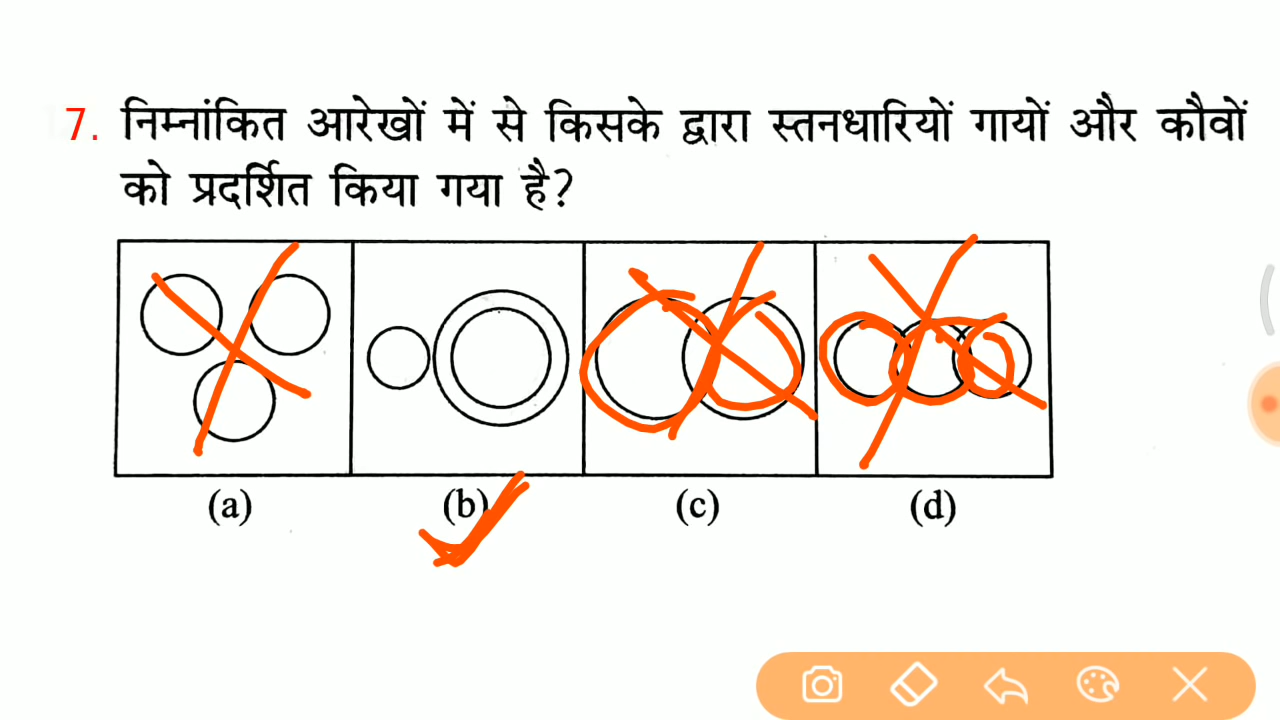 7. निम्नांकित आरेखों में से किसके द्वारा स्तनधारियों गायों और कौवों
को प्रदर्शित किया गया है?
(a) (b) (c) (d)